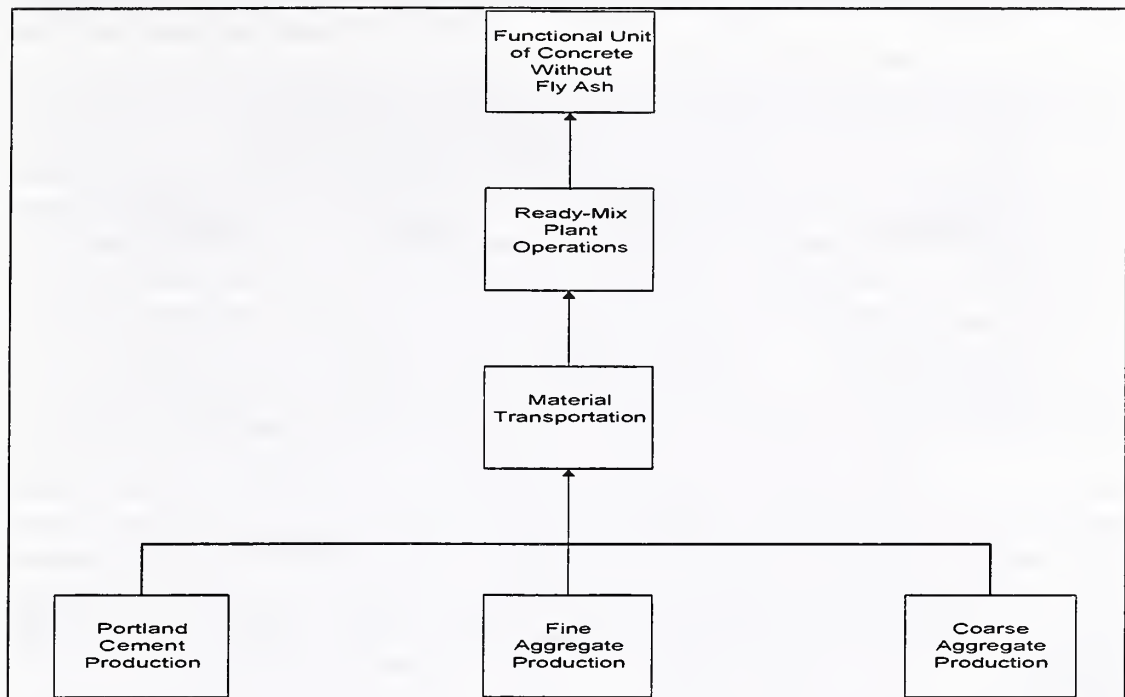 Functional Unit
of Concrete
Without
Fly Ash
Ready-Mix
Plant
Operations
Material
Transportation
Portland
Cement
Production
Fine
Aggregate
Production
Coarse
Aggregate
Production